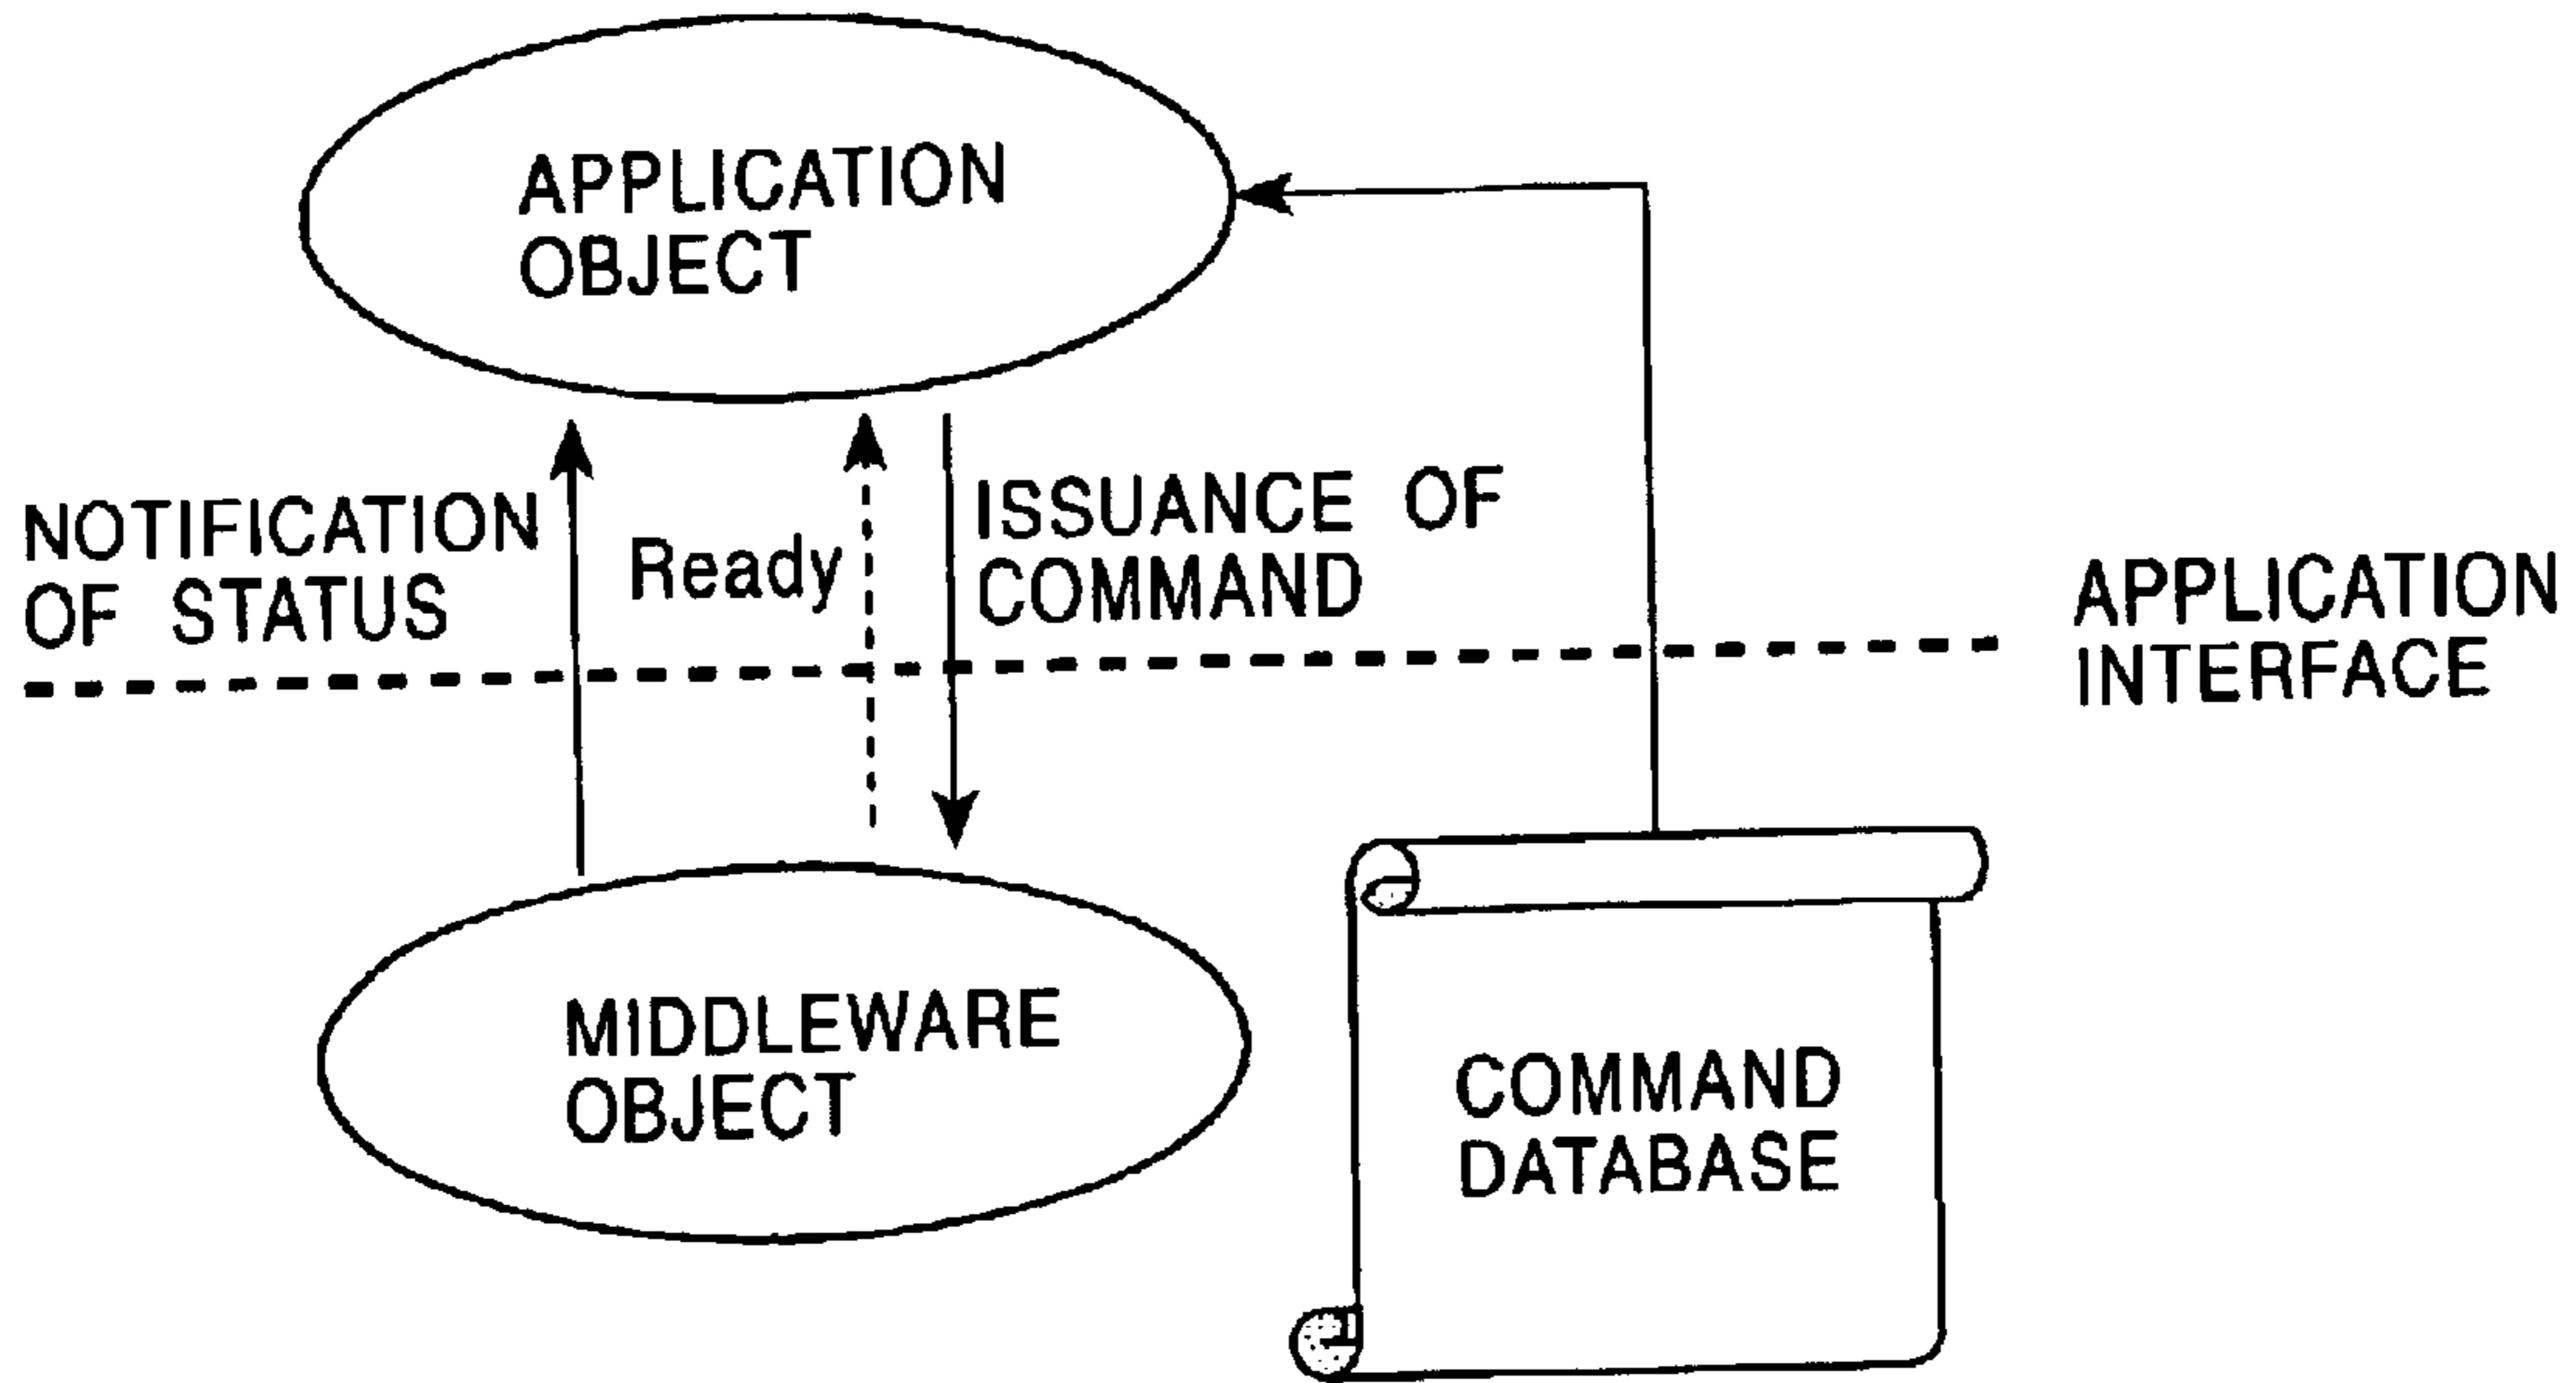 APPLICATION
OBJECT
NOTIFICATION
OF STATUS
Ready
ISSUANCE OF
COMMAND
APPLICATION
INTERFACE
MIDDLEWARE
OBJECT
COMMAND
DATABASE